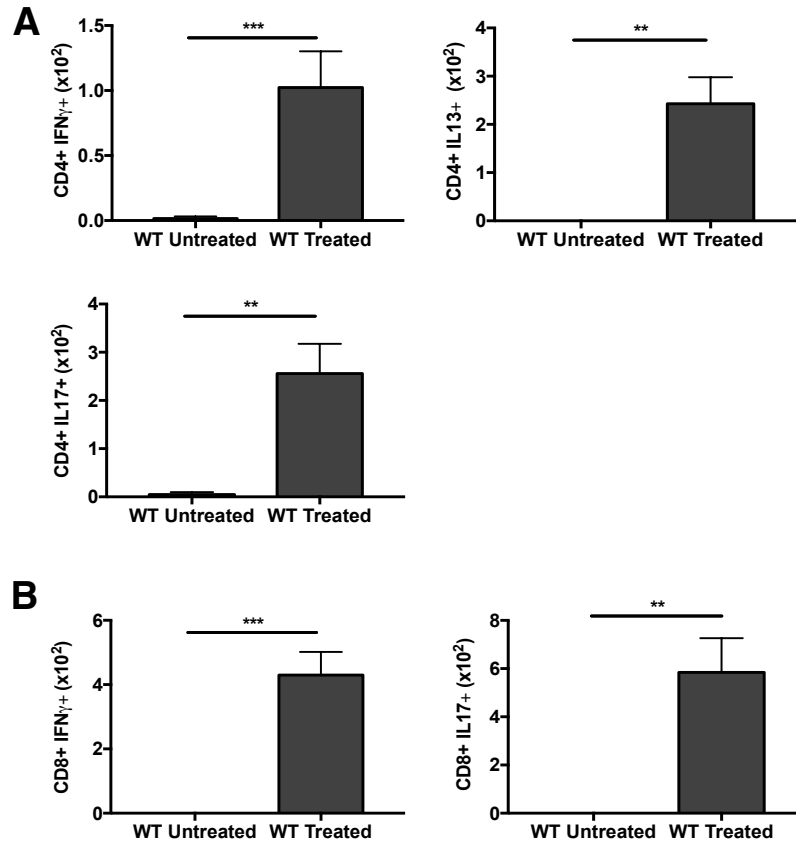 A
CD4+ IFNγ+ (x10²)
1.5
1.0
0.5
0.0
***
WT Untreated WT Treated
CD4+ IL13+ (x10²)
5
4
3
2
1
0
**
WT Untreated WT Treated
CD4+ IL17+ (x10²)
4
3
2
1
0
**
WT Untreated WT Treated
B
CD8+ IFNγ+ (x10²)
6
4
2
0
***
WT Untreated WT Treated
CD8+ IL17+ (x10²)
8
6
4
2
0
**
WT Untreated WT Treated